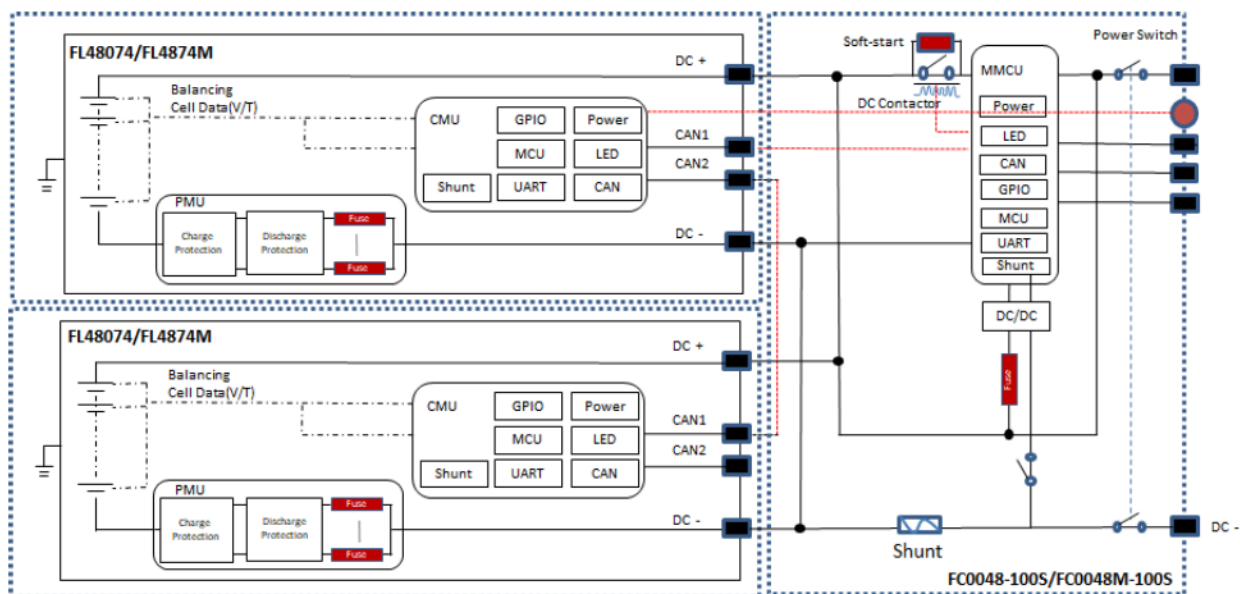 FL48074/FL4874M
DC +
Balancing
Cell Data(V/T)
CMU
GPIO
Power
MCU
LED
Shunt
UART
CAN
CAN1
CAN2
PMU
Charge
Protection
Discharge
Protection
Fuse
Fuse
DC -
FL48074/FL4874M
DC +
Balancing
Cell Data(V/T)
CMU
GPIO
Power
MCU
LED
Shunt
UART
CAN
CAN1
CAN2
PMU
Charge
Protection
Discharge
Protection
Fuse
Fuse
DC -
Soft-start
DC Contactor
Power Switch
MMCU
Power
LED
CAN
GPIO
MCU
UART
Shunt
DC/DC
Fuse
Shunt
DC -
FC0048-100S/FC0048M-100S